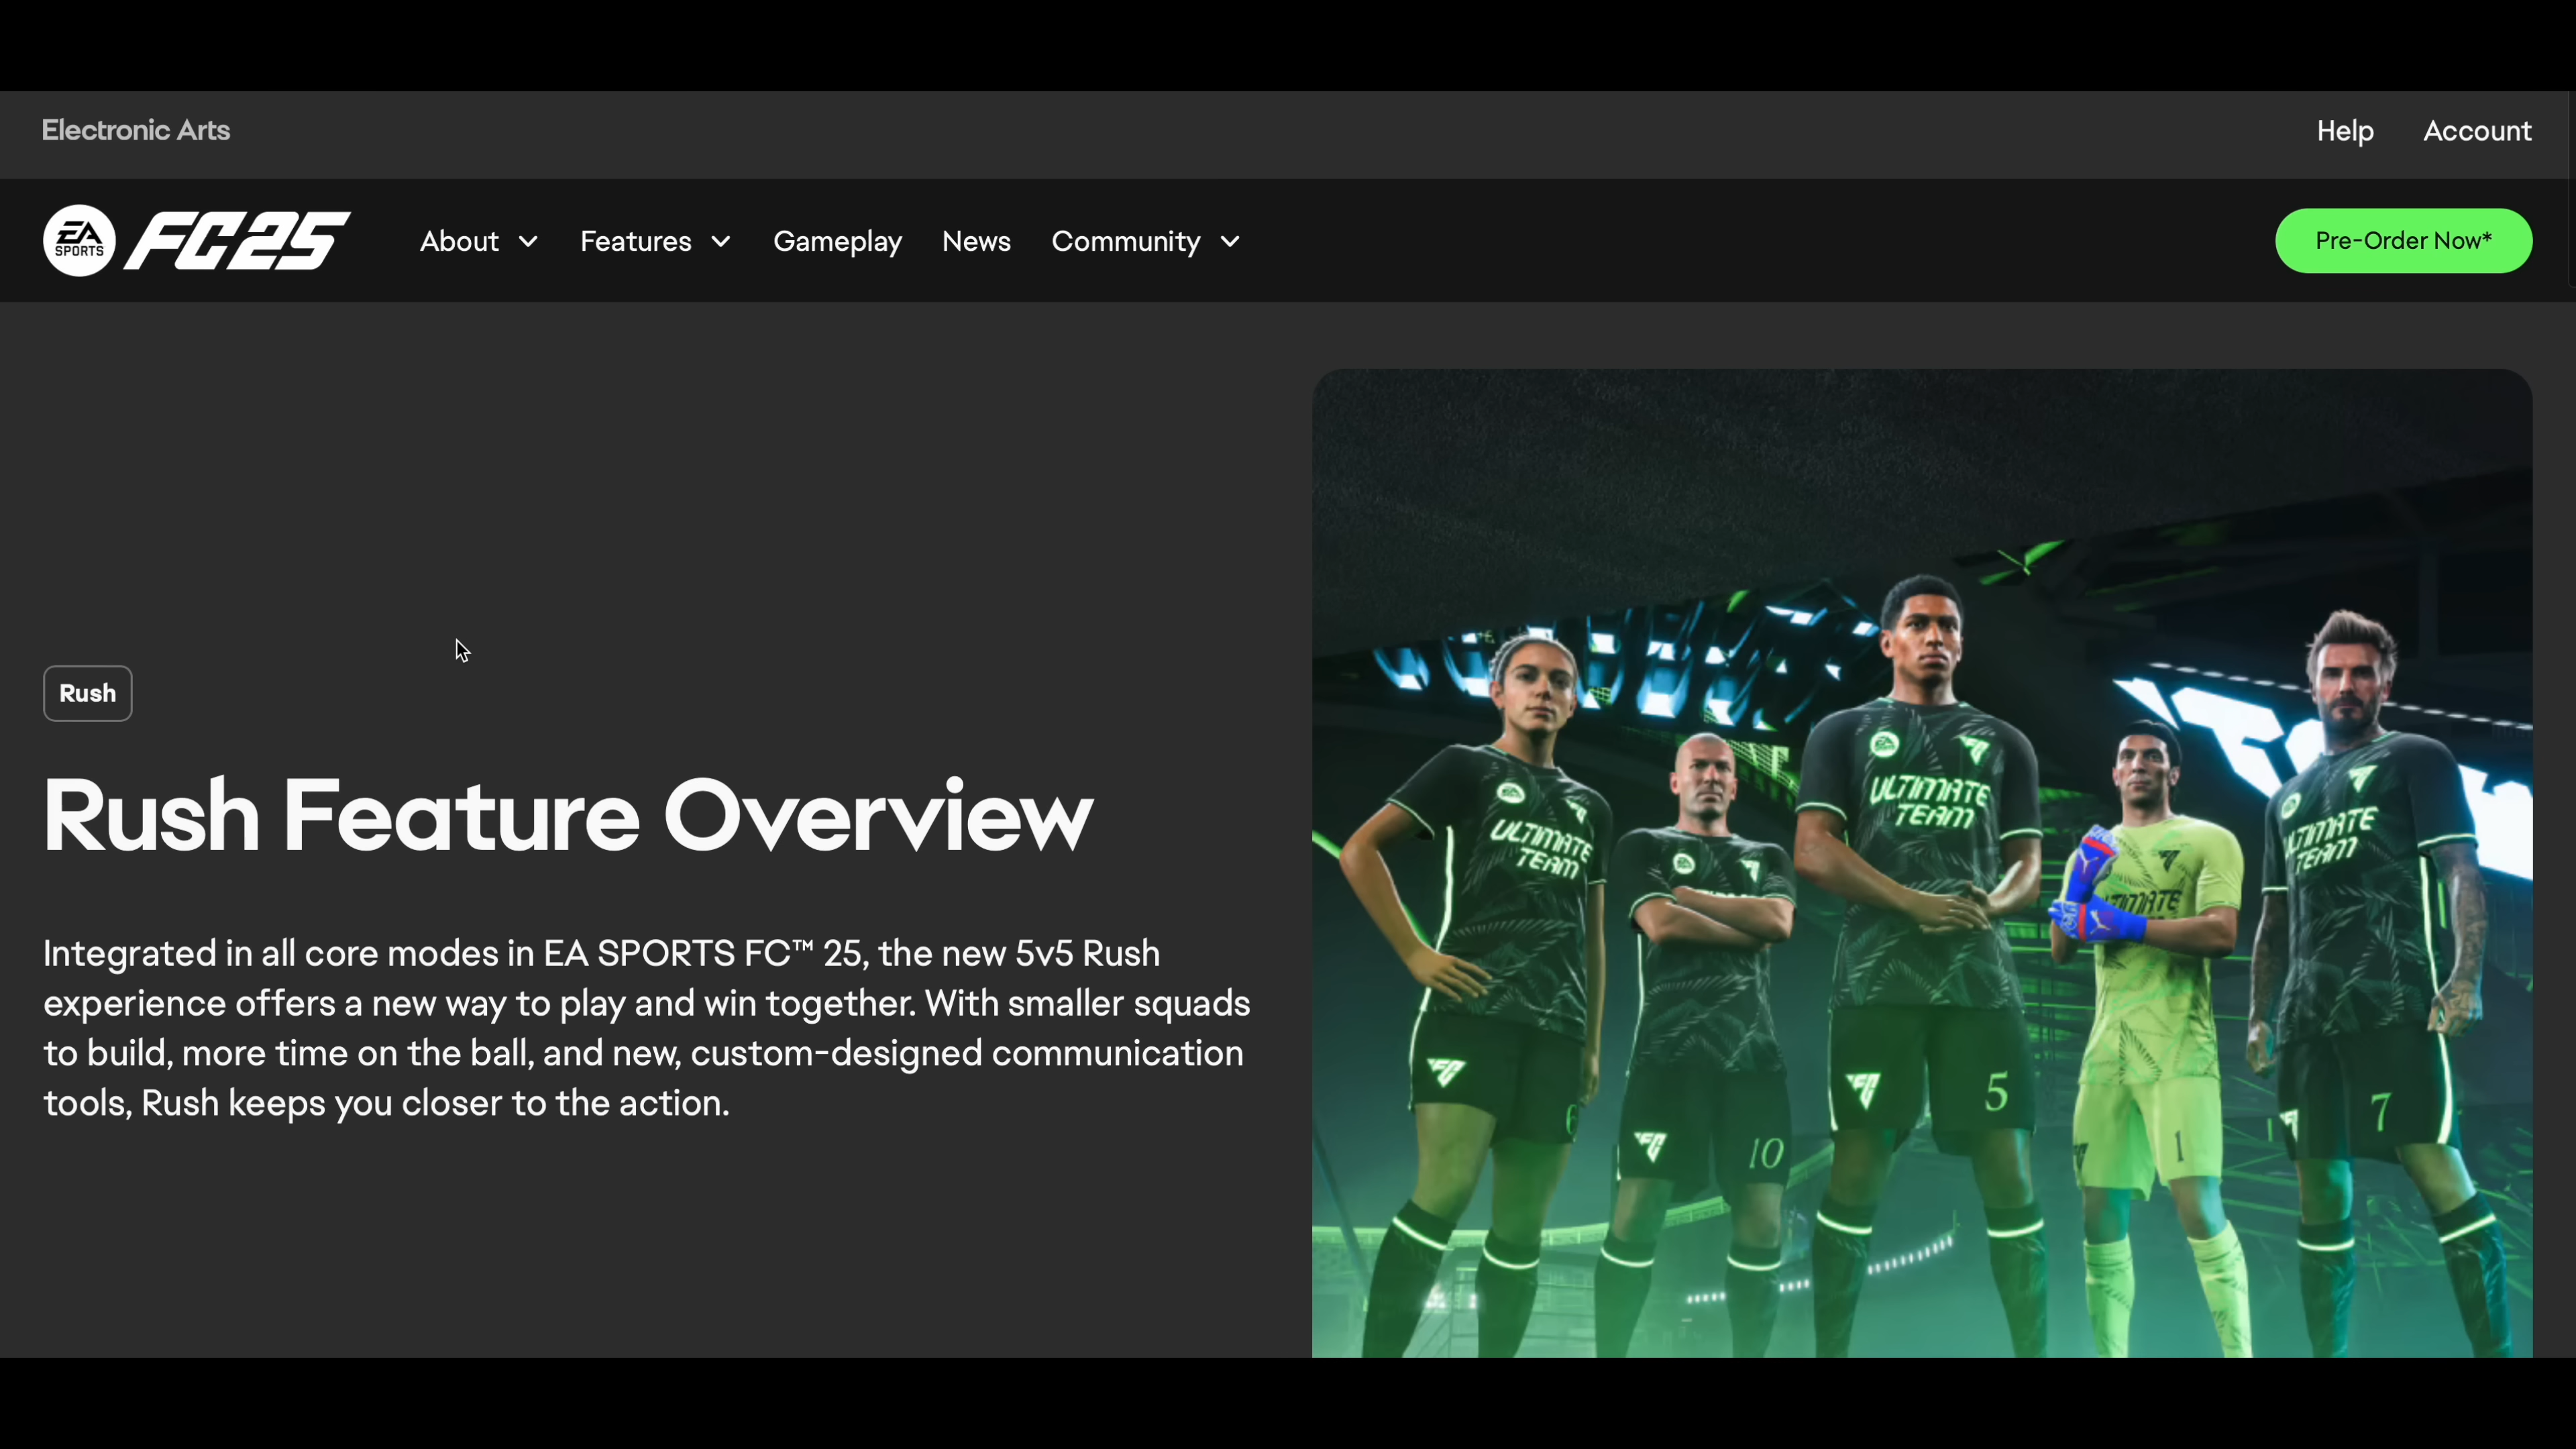 Electronic Arts
Help
Account
EA
SPORTS
FC25
About
Features
Gameplay
News
Community
Pre-Order Now*
Rush
Rush Feature Overview
Integrated in all core modes in EA SPORTS FC™ 25, the new 5v5 Rush
experience offers a new way to play and win together. With smaller squads
to build, more time on the ball, and new, custom-designed communication
tools, Rush keeps you closer to the action.
ULTIMATE
TEAM
ULTIMATE
TEAM
ULTIMATE
TEAM
6
10
5
1
7